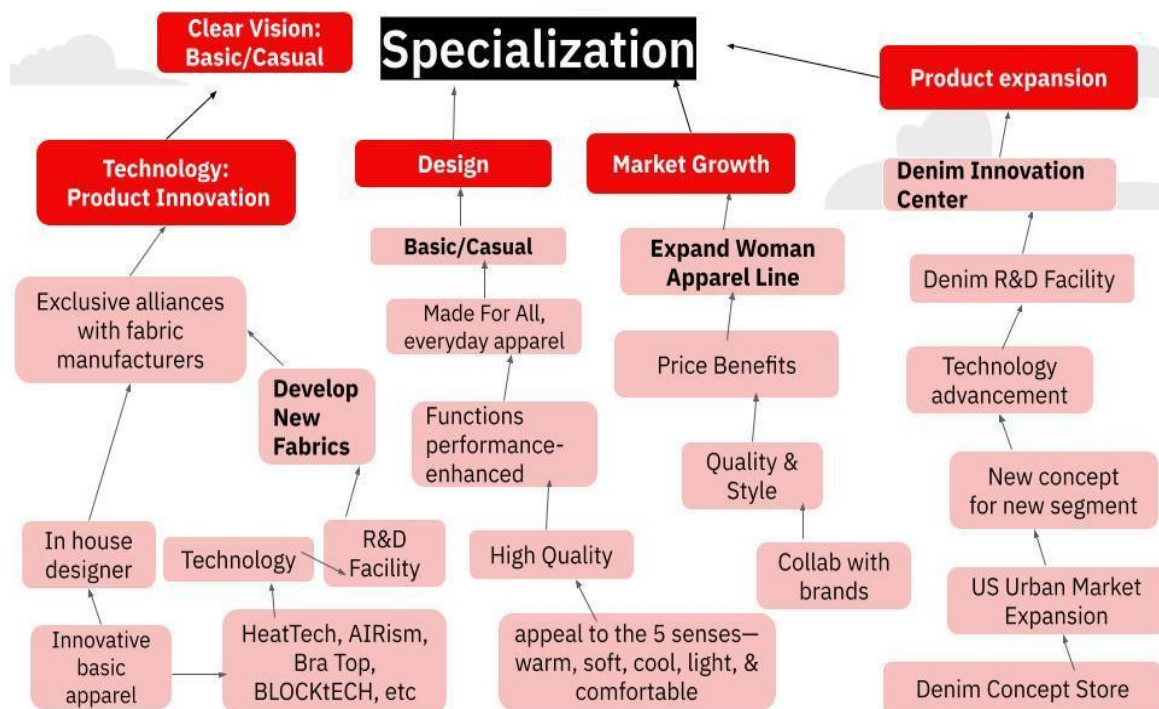 Clear Vision:
Basic/Casual
Specialization
Product expansion
Technology:
Product Innovation
Design
Market Growth
Denim Innovation
Center
Basic/Casual
Expand Woman
Apparel Line
Exclusive alliances
with fabric
manufacturers
Made For All,
everyday apparel
Denim R&D Facility
Develop
New
Fabrics
Price Benefits
Technology
advancement
Functions
performance-
enhanced
Quality &
Style
New concept
for new segment
In house
designer
Technology
R&D
Facility
High Quality
Collab with
brands
US Urban Market
Expansion
Innovative
basic
apparel
HeatTech, AIRism,
Bra Top,
BLOCKtECH, etc
appeal to the 5 senses—
warm, soft, cool, light, &
comfortable
Denim Concept Store